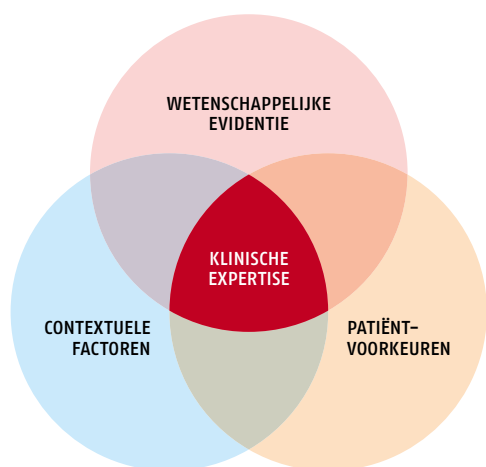 WETENSCHAPPELIJKE
EVIDENTIE
KLINISCHE
EXPERTISE
CONTEXTUELE
FACTOREN
PATIËNT-
VOORKEUREN